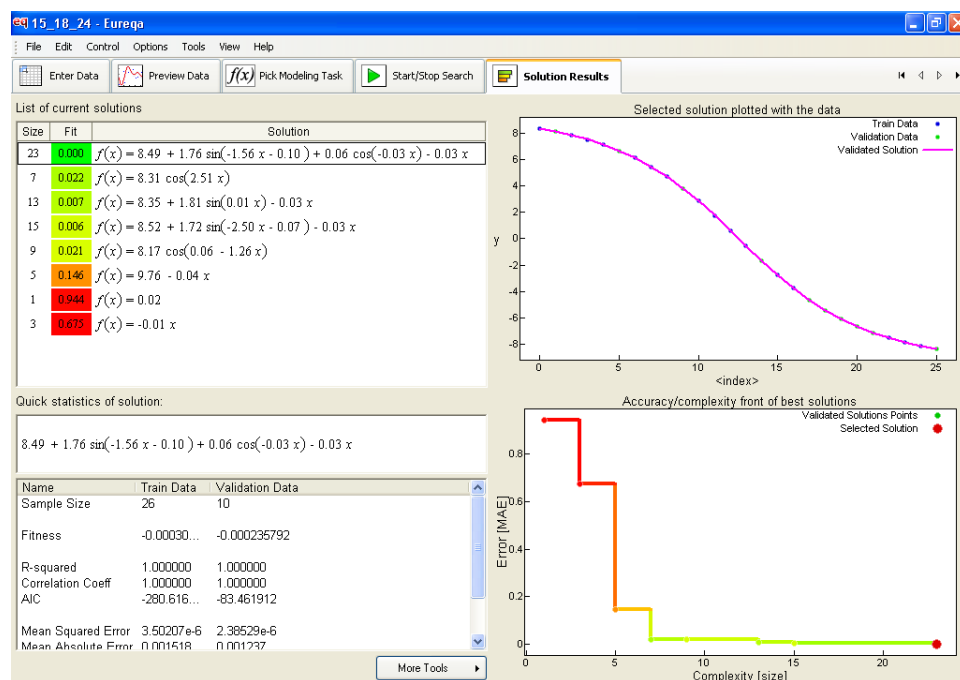 eq 15_18_24 - Eureqa
File Edit Control Options Tools View Help
Enter Data Preview Data f(x) Pick Modeling Task Start/Stop Search Solution Results
List of current solutions
Size Fit Solution
23 0.000 f(x) = 8.49 + 1.76 sin(-1.56 x - 0.10 ) + 0.06 cos(-0.03 x) - 0.03 x
7 0.022 f(x) = 8.31 cos(2.51 x)
13 0.007 f(x) = 8.35 + 1.81 sin(0.01 x) - 0.03 x
15 0.006 f(x) = 8.52 + 1.72 sin(-2.50 x - 0.07 ) - 0.03 x
9 0.021 f(x) = 8.17 cos(0.06 - 1.26 x)
5 0.146 f(x) = 9.76 - 0.04 x
1 0.944 f(x) = 0.02
3 0.675 f(x) = -0.01 x
Selected solution plotted with the data
Train Data
Validation Data
Validated Solution
8
6
4
2
y
0
-2
-4
-6
-8
0 5 10 15 20 25
<index>
Quick statistics of solution:
8.49 + 1.76 sin(-1.56 x - 0.10 ) + 0.06 cos(-0.03 x) - 0.03 x
Name Train Data Validation Data
Sample Size 26 10
Fitness -0.00030... -0.000235792
R-squared 1.000000 1.000000
Correlation Coeff 1.000000 1.000000
AIC -280.616... -83.461912
Mean Squared Error 3.50207e-6 2.38529e-6
Mean Absolute Error 0.001518 0.001237
More Tools
Accuracy/complexity front of best solutions
Validated Solutions Points
Selected Solution
Error [MAE]
0.8
0.6
0.4
0.2
0
0 5 10 15 20
Complexity [size]